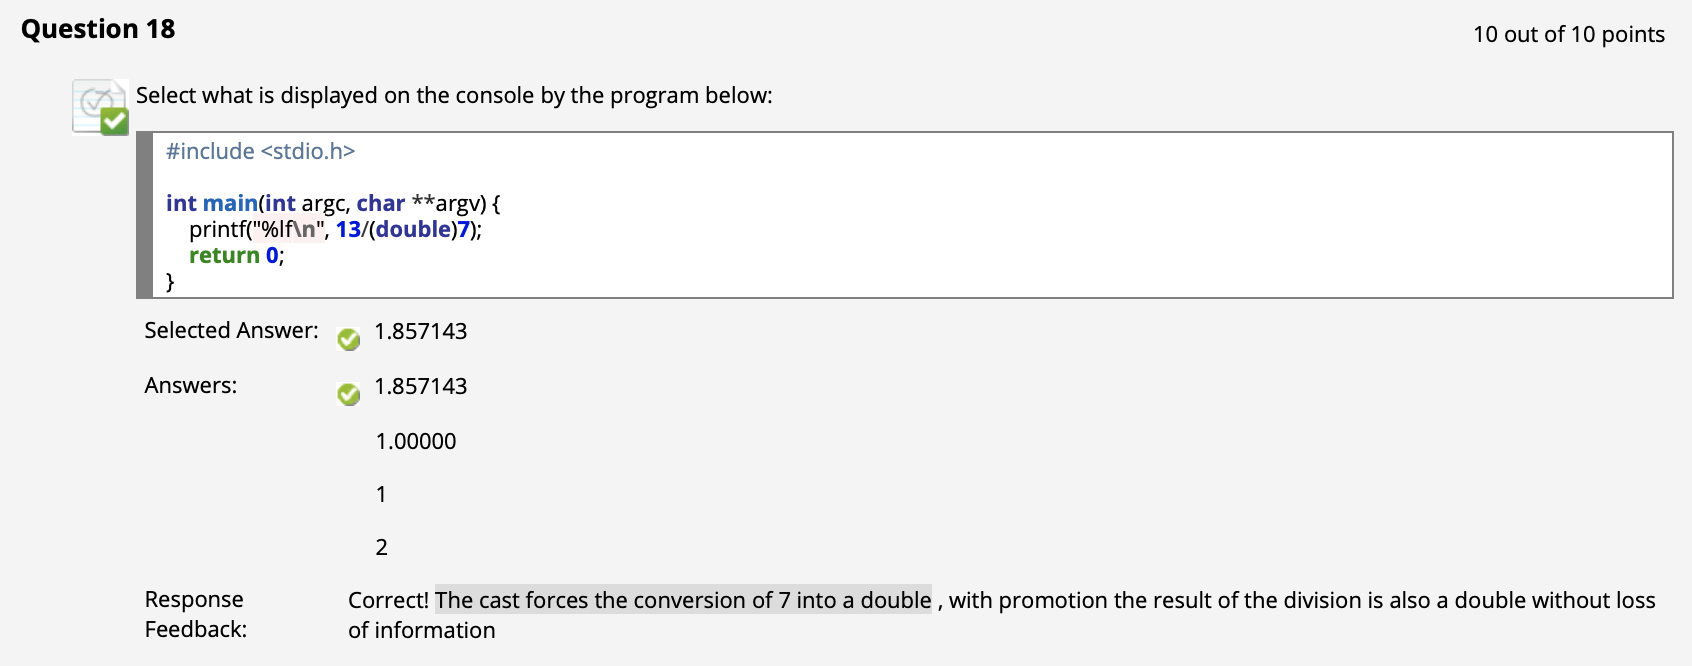 Question 18
10 out of 10 points
Select what is displayed on the console by the program below:
#include <stdio.h>
int main(int argc, char **argv) {
printf("%lf\n", 13/(double)7);
return 0;
}
Selected Answer: 1.857143
Answers: 1.857143
1.00000
1
2
Response Feedback: Correct! The cast forces the conversion of 7 into a double , with promotion the result of the division is also a double without loss
of information